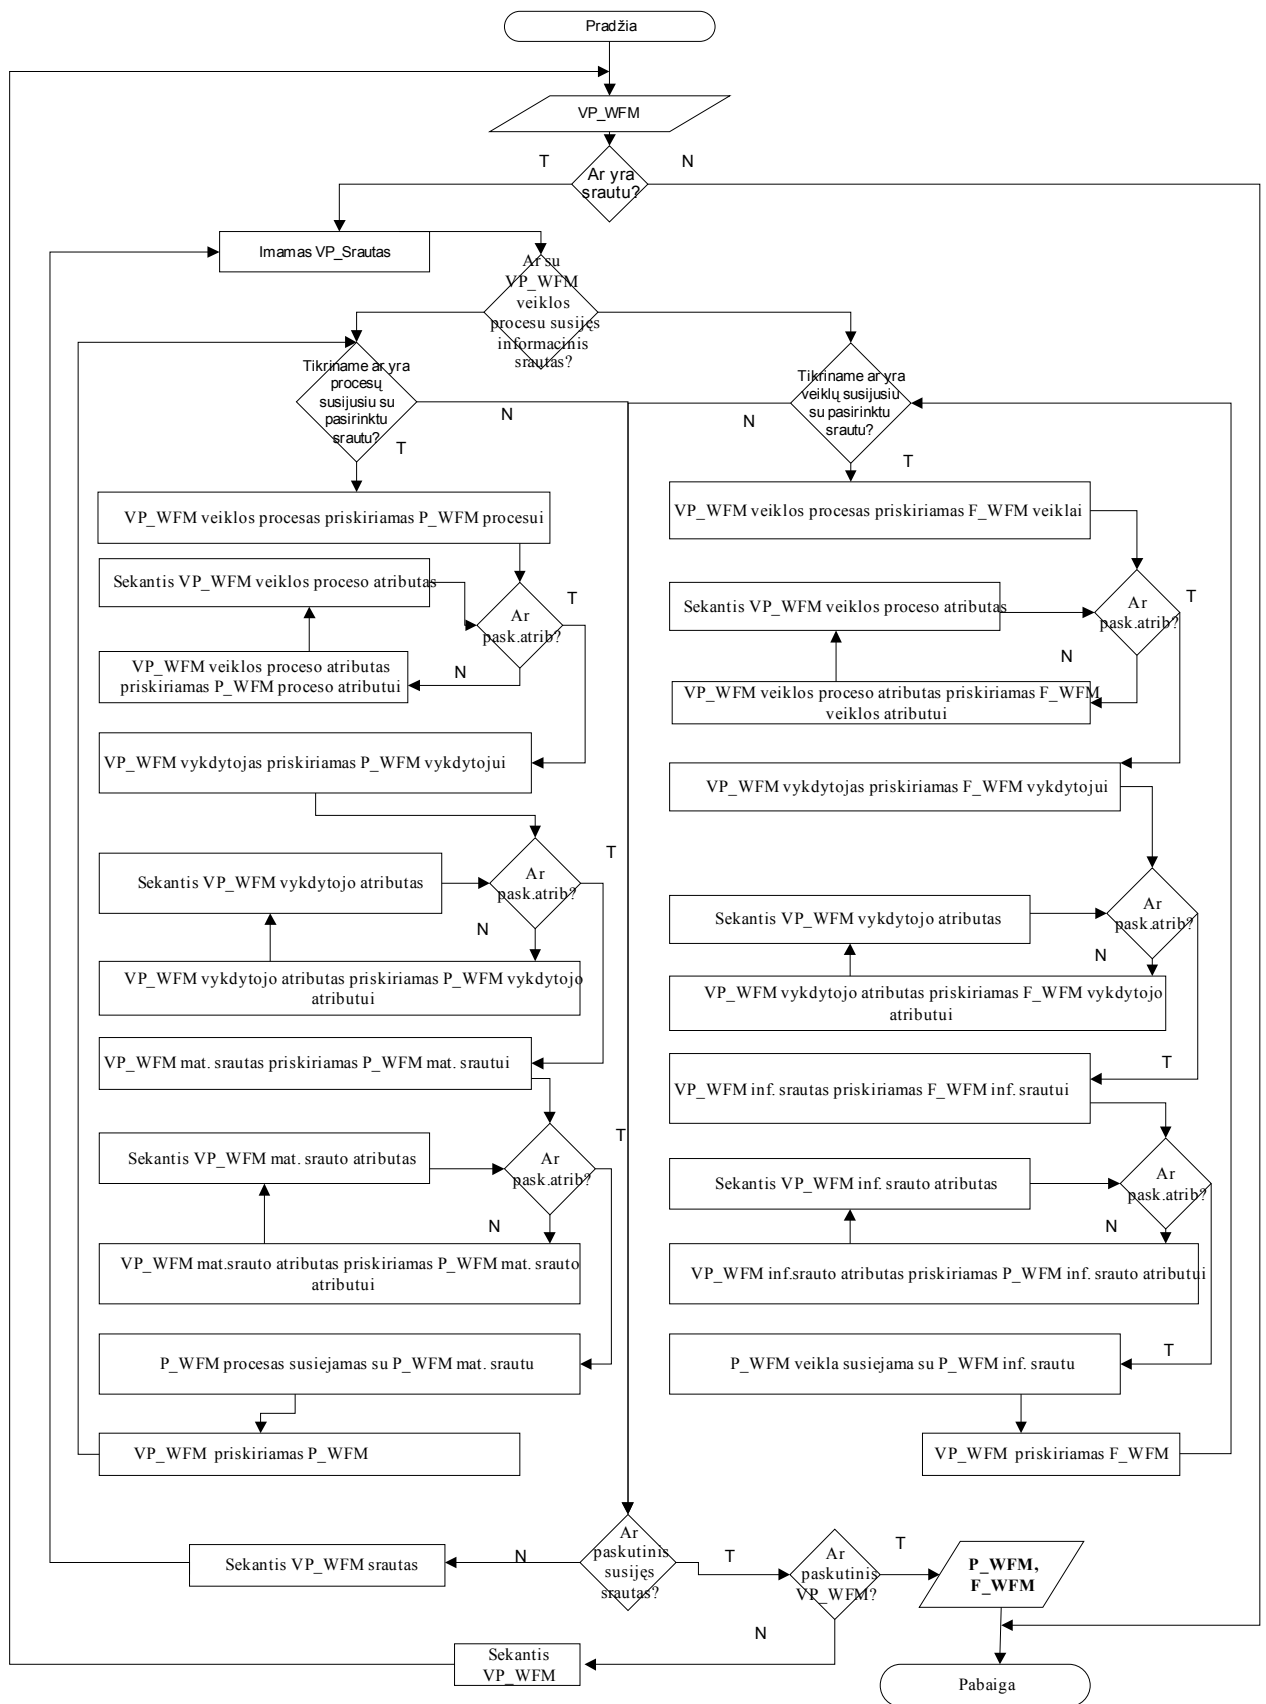 Pradžia
VP_WFM
T
N
Ar yra
srautu?
Imamas VP_Srautas
Ar su
VP_WFM
veiklos
procesu susijęs
informacinis
srautas?
Tikriname ar yra
procesų
susijusiu su
pasirinktu
srautu?
N
T
Tikriname ar yra
veiklų susijusiu
su pasirinktu
srautu?
N
T
VP_WFM veiklos procesas priskiriamas P_WFM procesui
Sekantis VP_WFM veiklos proceso atributas
Ar
pask.atrib?
T
N
VP_WFM veiklos proceso atributas
priskiriamas P_WFM proceso atributui
VP_WFM vykdytojas priskiriamas P_WFM vykdytojui
T
Sekantis VP_WFM vykdytojo atributas
Ar
pask.atrib?
N
VP_WFM vykdytojo atributas priskiriamas P_WFM vykdytojo
atributui
VP_WFM mat. srautas priskiriamas P_WFM mat. srautui
T
Sekantis VP_WFM mat. srauto atributas
Ar
pask.atrib?
N
VP_WFM mat.srauto atributas priskiriamas P_WFM mat. srauto
atributui
P_WFM procesas susiejamas su P_WFM mat. srautu
VP_WFM priskiriamas P_WFM
VP_WFM veiklos procesas priskiriamas F_WFM veiklai
Sekantis VP_WFM veiklos proceso atributas
Ar
pask.atrib?
T
N
VP_WFM veiklos proceso atributas priskiriamas F_WFM
veiklos atributui
VP_WFM vykdytojas priskiriamas F_WFM vykdytojui
Sekantis VP_WFM vykdytojo atributas
Ar
pask.atrib?
N
VP_WFM vykdytojo atributas priskiriamas F_WFM vykdytojo
atributui
T
VP_WFM inf. srautas priskiriamas F_WFM inf. srautui
Sekantis VP_WFM inf. srauto atributas
Ar
pask.atrib?
N
VP_WFM inf.srauto atributas priskiriamas P_WFM inf. srauto atributui
T
P_WFM veikla susiejama su P_WFM inf. srautu
VP_WFM priskiriamas F_WFM
Sekantis VP_WFM srautas
N
Ar
paskutinis
susijęs
srautas?
T
Ar
paskutinis
VP_WFM?
T
P_WFM,
F_WFM
N
Sekantis
VP_WFM
Pabaiga